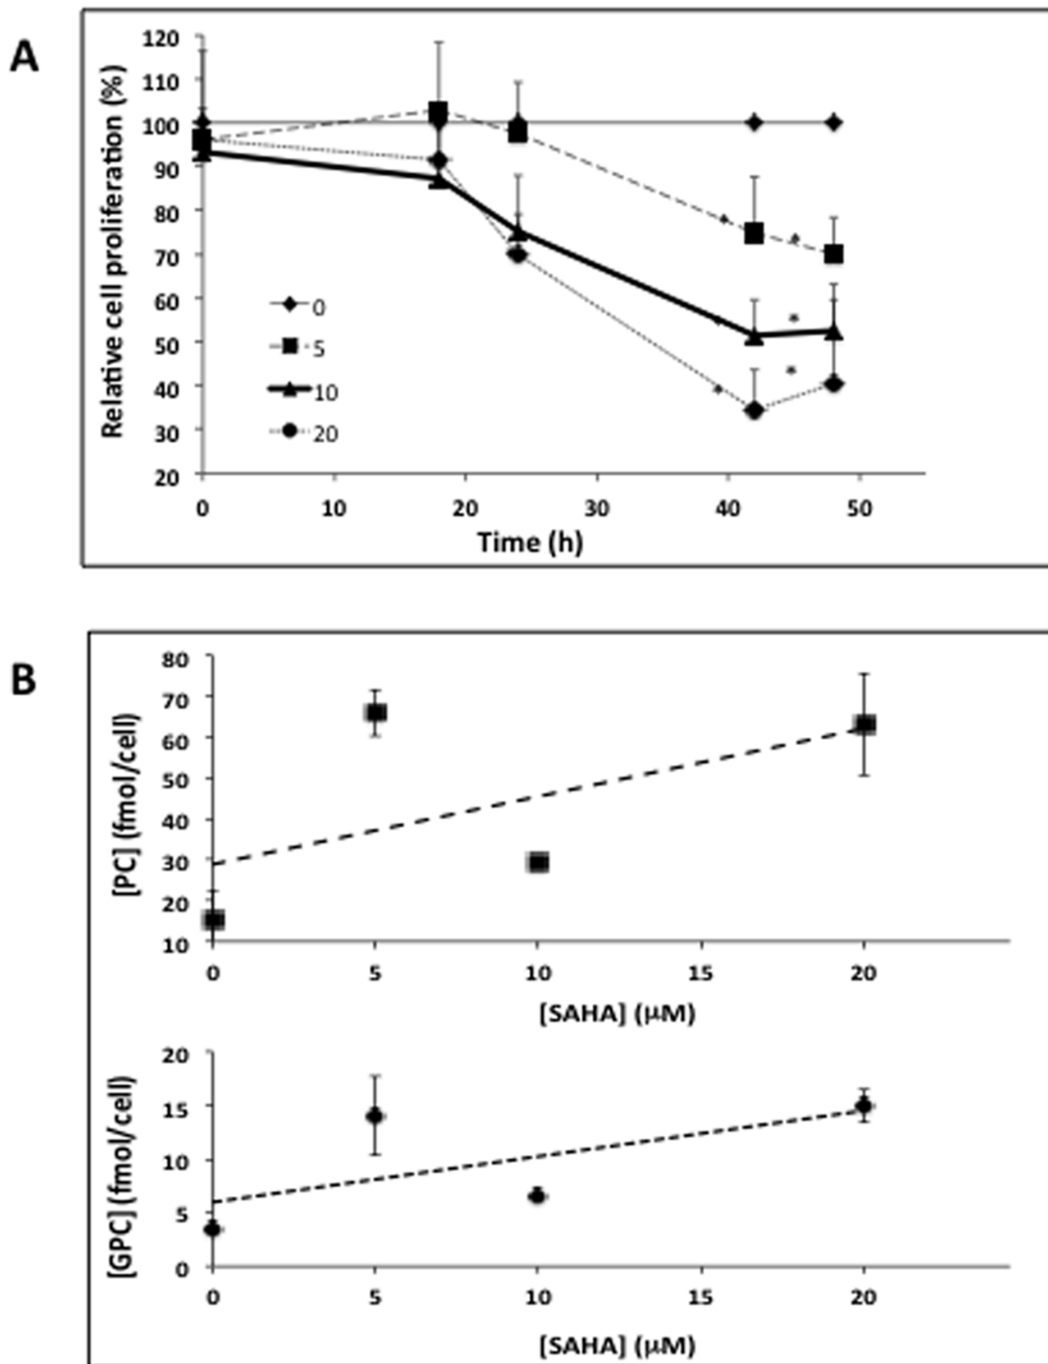 A
Relative cell proliferation (%)
120
110
100
90
80
70
60
50
40
30
20
0
5
10
20
* *
* *
* *
0 10 20 30 40 50
Time (h)
B
[PC] (fmol/cell)
80
70
60
50
40
30
20
10
0 5 10 15 20
[SAHA] (μM)
[GPC] (fmol/cell)
20
15
10
5
0
0 5 10 15 20
[SAHA] (μM)